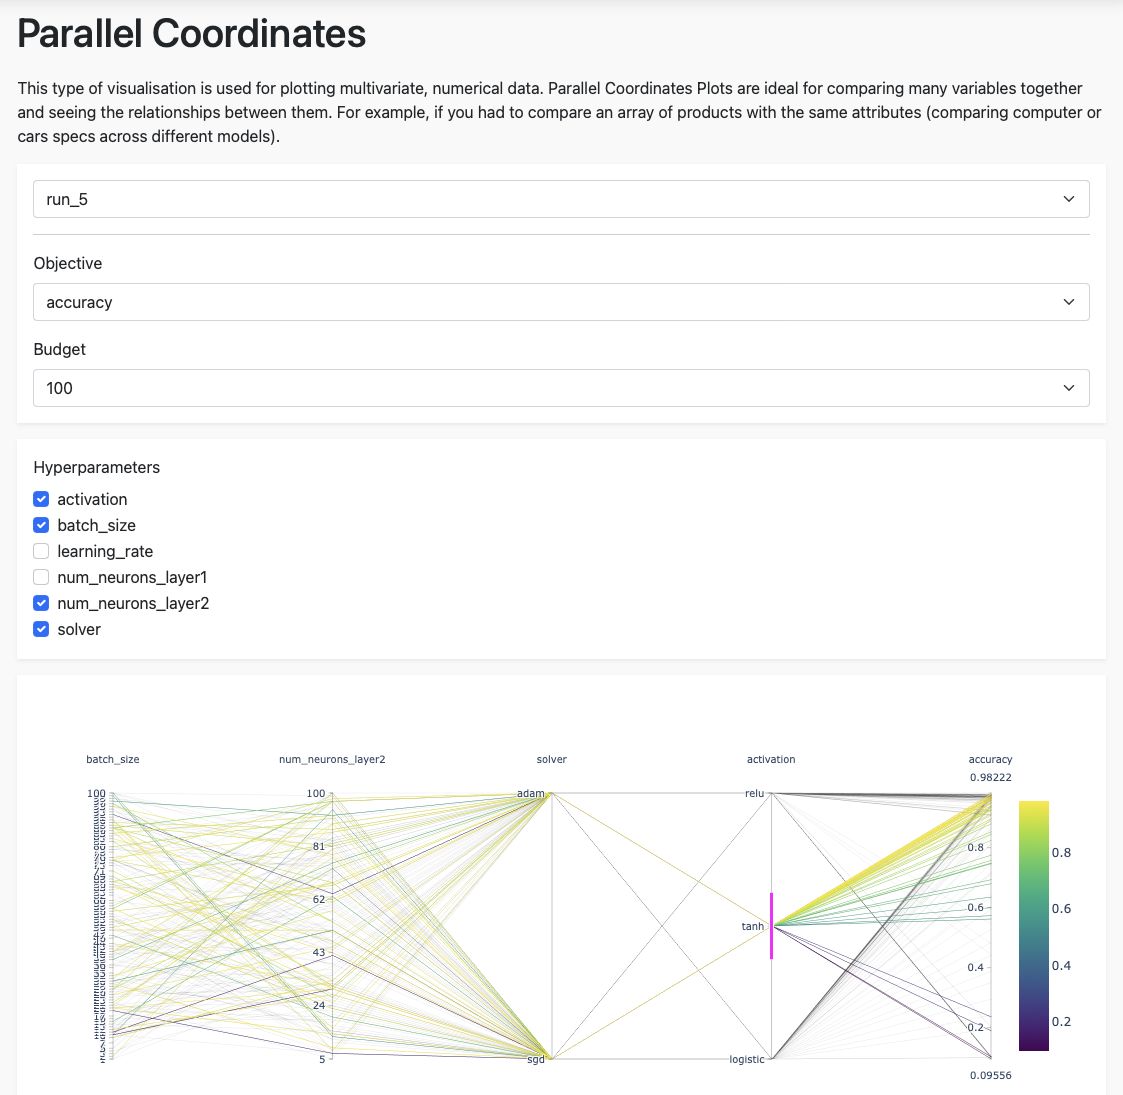 Parallel Coordinates
This type of visualisation is used for plotting multivariate, numerical data. Parallel Coordinates Plots are ideal for comparing many variables together
and seeing the relationships between them. For example, if you had to compare an array of products with the same attributes (comparing computer or
cars specs across different models).
run_5
Objective
accuracy
Budget
100
Hyperparameters
activation
batch_size
learning_rate
num_neurons_layer1
num_neurons_layer2
solver
batch_size
num_neurons_layer2
solver
activation
accuracy
0.98222
100
100
adam
relu
81
0.8
0.8
62
0.6
0.6
tanh
43
0.4
0.4
24
0.2
0.2
5
sgd
logistic
0.09556